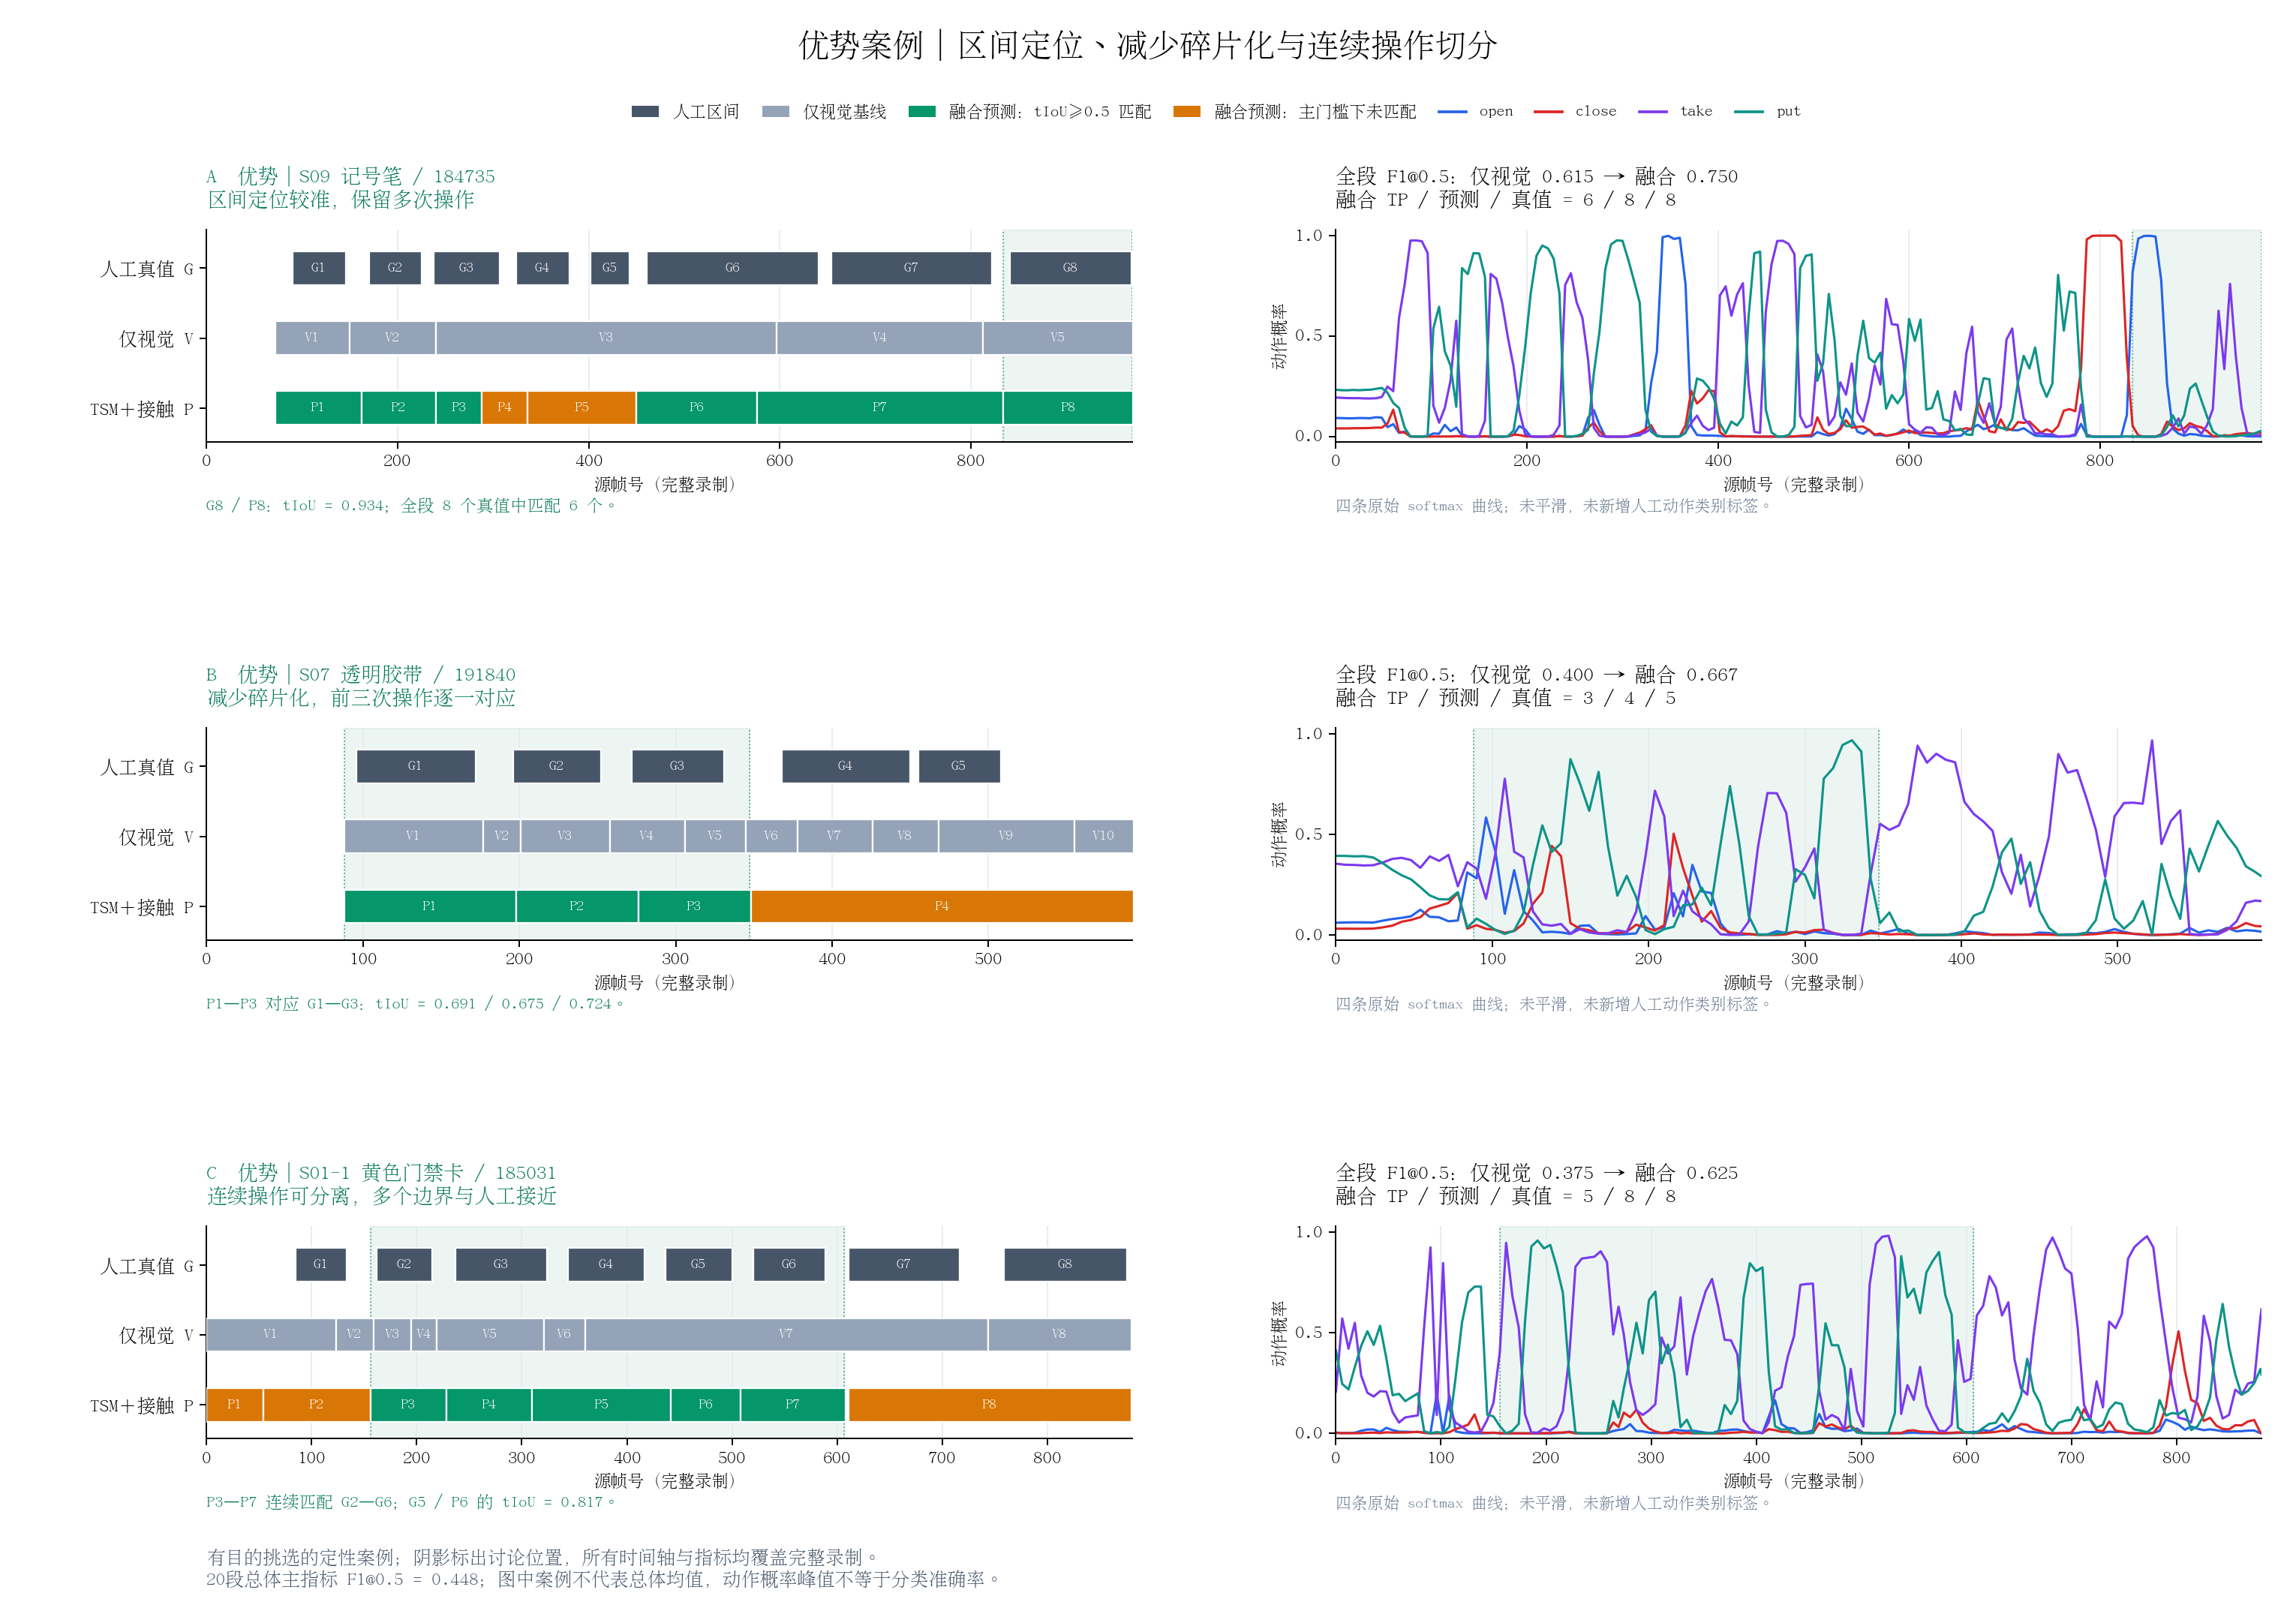 优势案例｜区间定位、减少碎片化与连续操作切分
人工区间 仅视觉基线 融合预测：tIoU≥0.5 匹配 融合预测：主门槛下未匹配 open close take put
A 优势｜S09 记号笔 / 184735
区间定位较准，保留多次操作
人工真值 G
G1 G2 G3 G4 G5 G6 G7 G8
仅视觉 V
V1 V2 V3 V4 V5
TSM＋接触 P
P1 P2 P3 P4 P5 P6 P7 P8
0 200 400 600 800
源帧号（完整录制）
G8 / P8：tIoU = 0.934；全段 8 个真值中匹配 6 个。
全段 F1@0.5：仅视觉 0.615 → 融合 0.750
融合 TP / 预测 / 真值 = 6 / 8 / 8
动作概率
1.0
0.5
0.0
0 200 400 600 800
源帧号（完整录制）
四条原始 softmax 曲线；未平滑，未新增人工动作类别标签。
B 优势｜S07 透明胶带 / 191840
减少碎片化，前三次操作逐一对应
人工真值 G
G1 G2 G3 G4 G5
仅视觉 V
V1 V2 V3 V4 V5 V6 V7 V8 V9 V10
TSM＋接触 P
P1 P2 P3 P4
0 100 200 300 400 500
源帧号（完整录制）
P1—P3 对应 G1—G3；tIoU = 0.691 / 0.675 / 0.724。
全段 F1@0.5：仅视觉 0.400 → 融合 0.667
融合 TP / 预测 / 真值 = 3 / 4 / 5
动作概率
1.0
0.5
0.0
0 100 200 300 400 500
源帧号（完整录制）
四条原始 softmax 曲线；未平滑，未新增人工动作类别标签。
C 优势｜S01-1 黄色门禁卡 / 185031
连续操作可分离，多个边界与人工接近
人工真值 G
G1 G2 G3 G4 G5 G6 G7 G8
仅视觉 V
V1 V2 V3 V4 V5 V6 V7 V8
TSM＋接触 P
P1 P2 P3 P4 P5 P6 P7 P8
0 100 200 300 400 500 600 700 800
源帧号（完整录制）
P3—P7 连续匹配 G2—G6；G5 / P6 的 tIoU = 0.817。
全段 F1@0.5：仅视觉 0.375 → 融合 0.625
融合 TP / 预测 / 真值 = 5 / 8 / 8
动作概率
1.0
0.5
0.0
0 100 200 300 400 500 600 700 800
源帧号（完整录制）
四条原始 softmax 曲线；未平滑，未新增人工动作类别标签。
有目的挑选的定性案例；阴影标出讨论位置，所有时间轴与指标均覆盖完整录制。
20段总体主指标 F1@0.5 = 0.448；图中案例不代表总体均值，动作概率峰值不等于分类准确率。